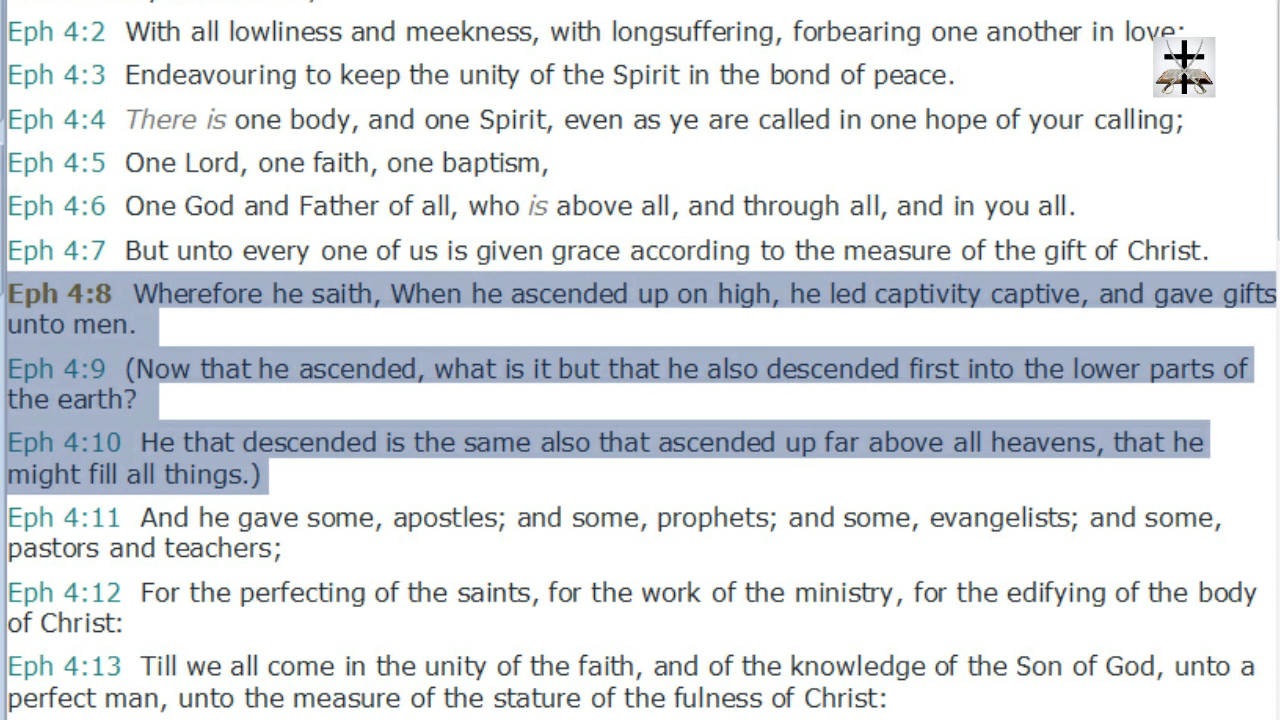 Eph 4:2 With all lowliness and meekness, with longsuffering, forbearing one another in love;
Eph 4:3 Endeavouring to keep the unity of the Spirit in the bond of peace.
Eph 4:4 There is one body, and one Spirit, even as ye are called in one hope of your calling;
Eph 4:5 One Lord, one faith, one baptism,
Eph 4:6 One God and Father of all, who is above all, and through all, and in you all.
Eph 4:7 But unto every one of us is given grace according to the measure of the gift of Christ.
Eph 4:8 Wherefore he saith, When he ascended up on high, he led captivity captive, and gave gifts
unto men.
Eph 4:9 (Now that he ascended, what is it but that he also descended first into the lower parts of
the earth?
Eph 4:10 He that descended is the same also that ascended up far above all heavens, that he
might fill all things.)
Eph 4:11 And he gave some, apostles; and some, prophets; and some, evangelists; and some,
pastors and teachers;
Eph 4:12 For the perfecting of the saints, for the work of the ministry, for the edifying of the body
of Christ:
Eph 4:13 Till we all come in the unity of the faith, and of the knowledge of the Son of God, unto a
perfect man, unto the measure of the stature of the fulness of Christ: